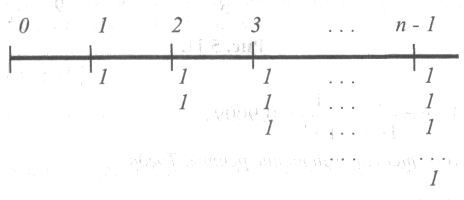 0 1 2 3 ... n - 1
1 1 1 ... 1
1 1 ... 1
1 ... 1
... ...
1